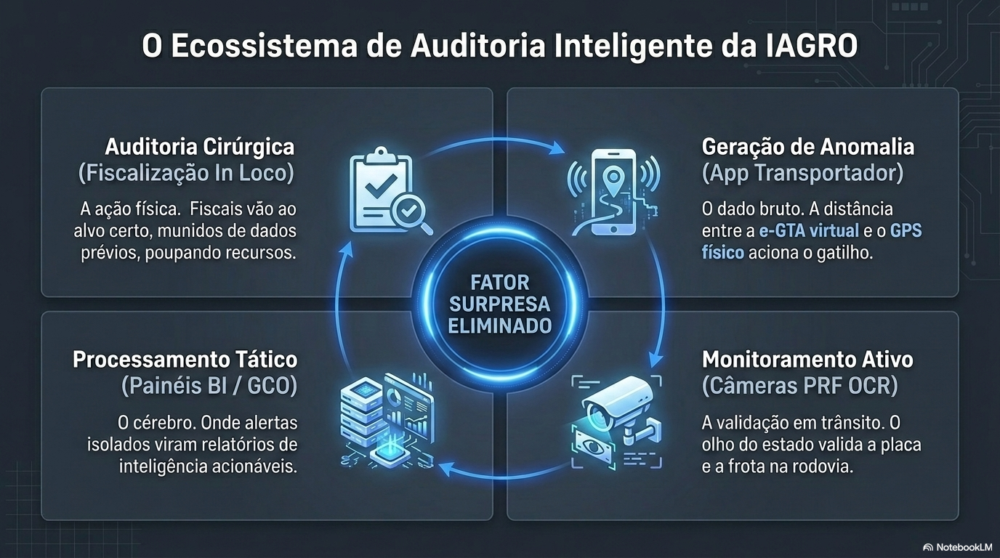 O Ecossistema de Auditoria Inteligente da IAGRO
Auditoria Cirúrgica
(Fiscalização In Loco)
A ação física. Fiscais vão ao
alvo certo, munidos de dados
prévios, poupando recursos.
Geração de Anomalia
(App Transportador)
O dado bruto. A distância
entre a e-GTA virtual e o GPS
físico aciona o gatilho.
FATOR
SURPRESA
ELIMINADO
Processamento Tático
(Painéis BI / GCO)
O cérebro. Onde alertas
isolados viram relatórios de
inteligência acionáveis.
Monitoramento Ativo
(Câmeras PRF OCR)
A validação em trânsito. O
olho do estado valida a placa
e a frota na rodovia.
NotebookLM